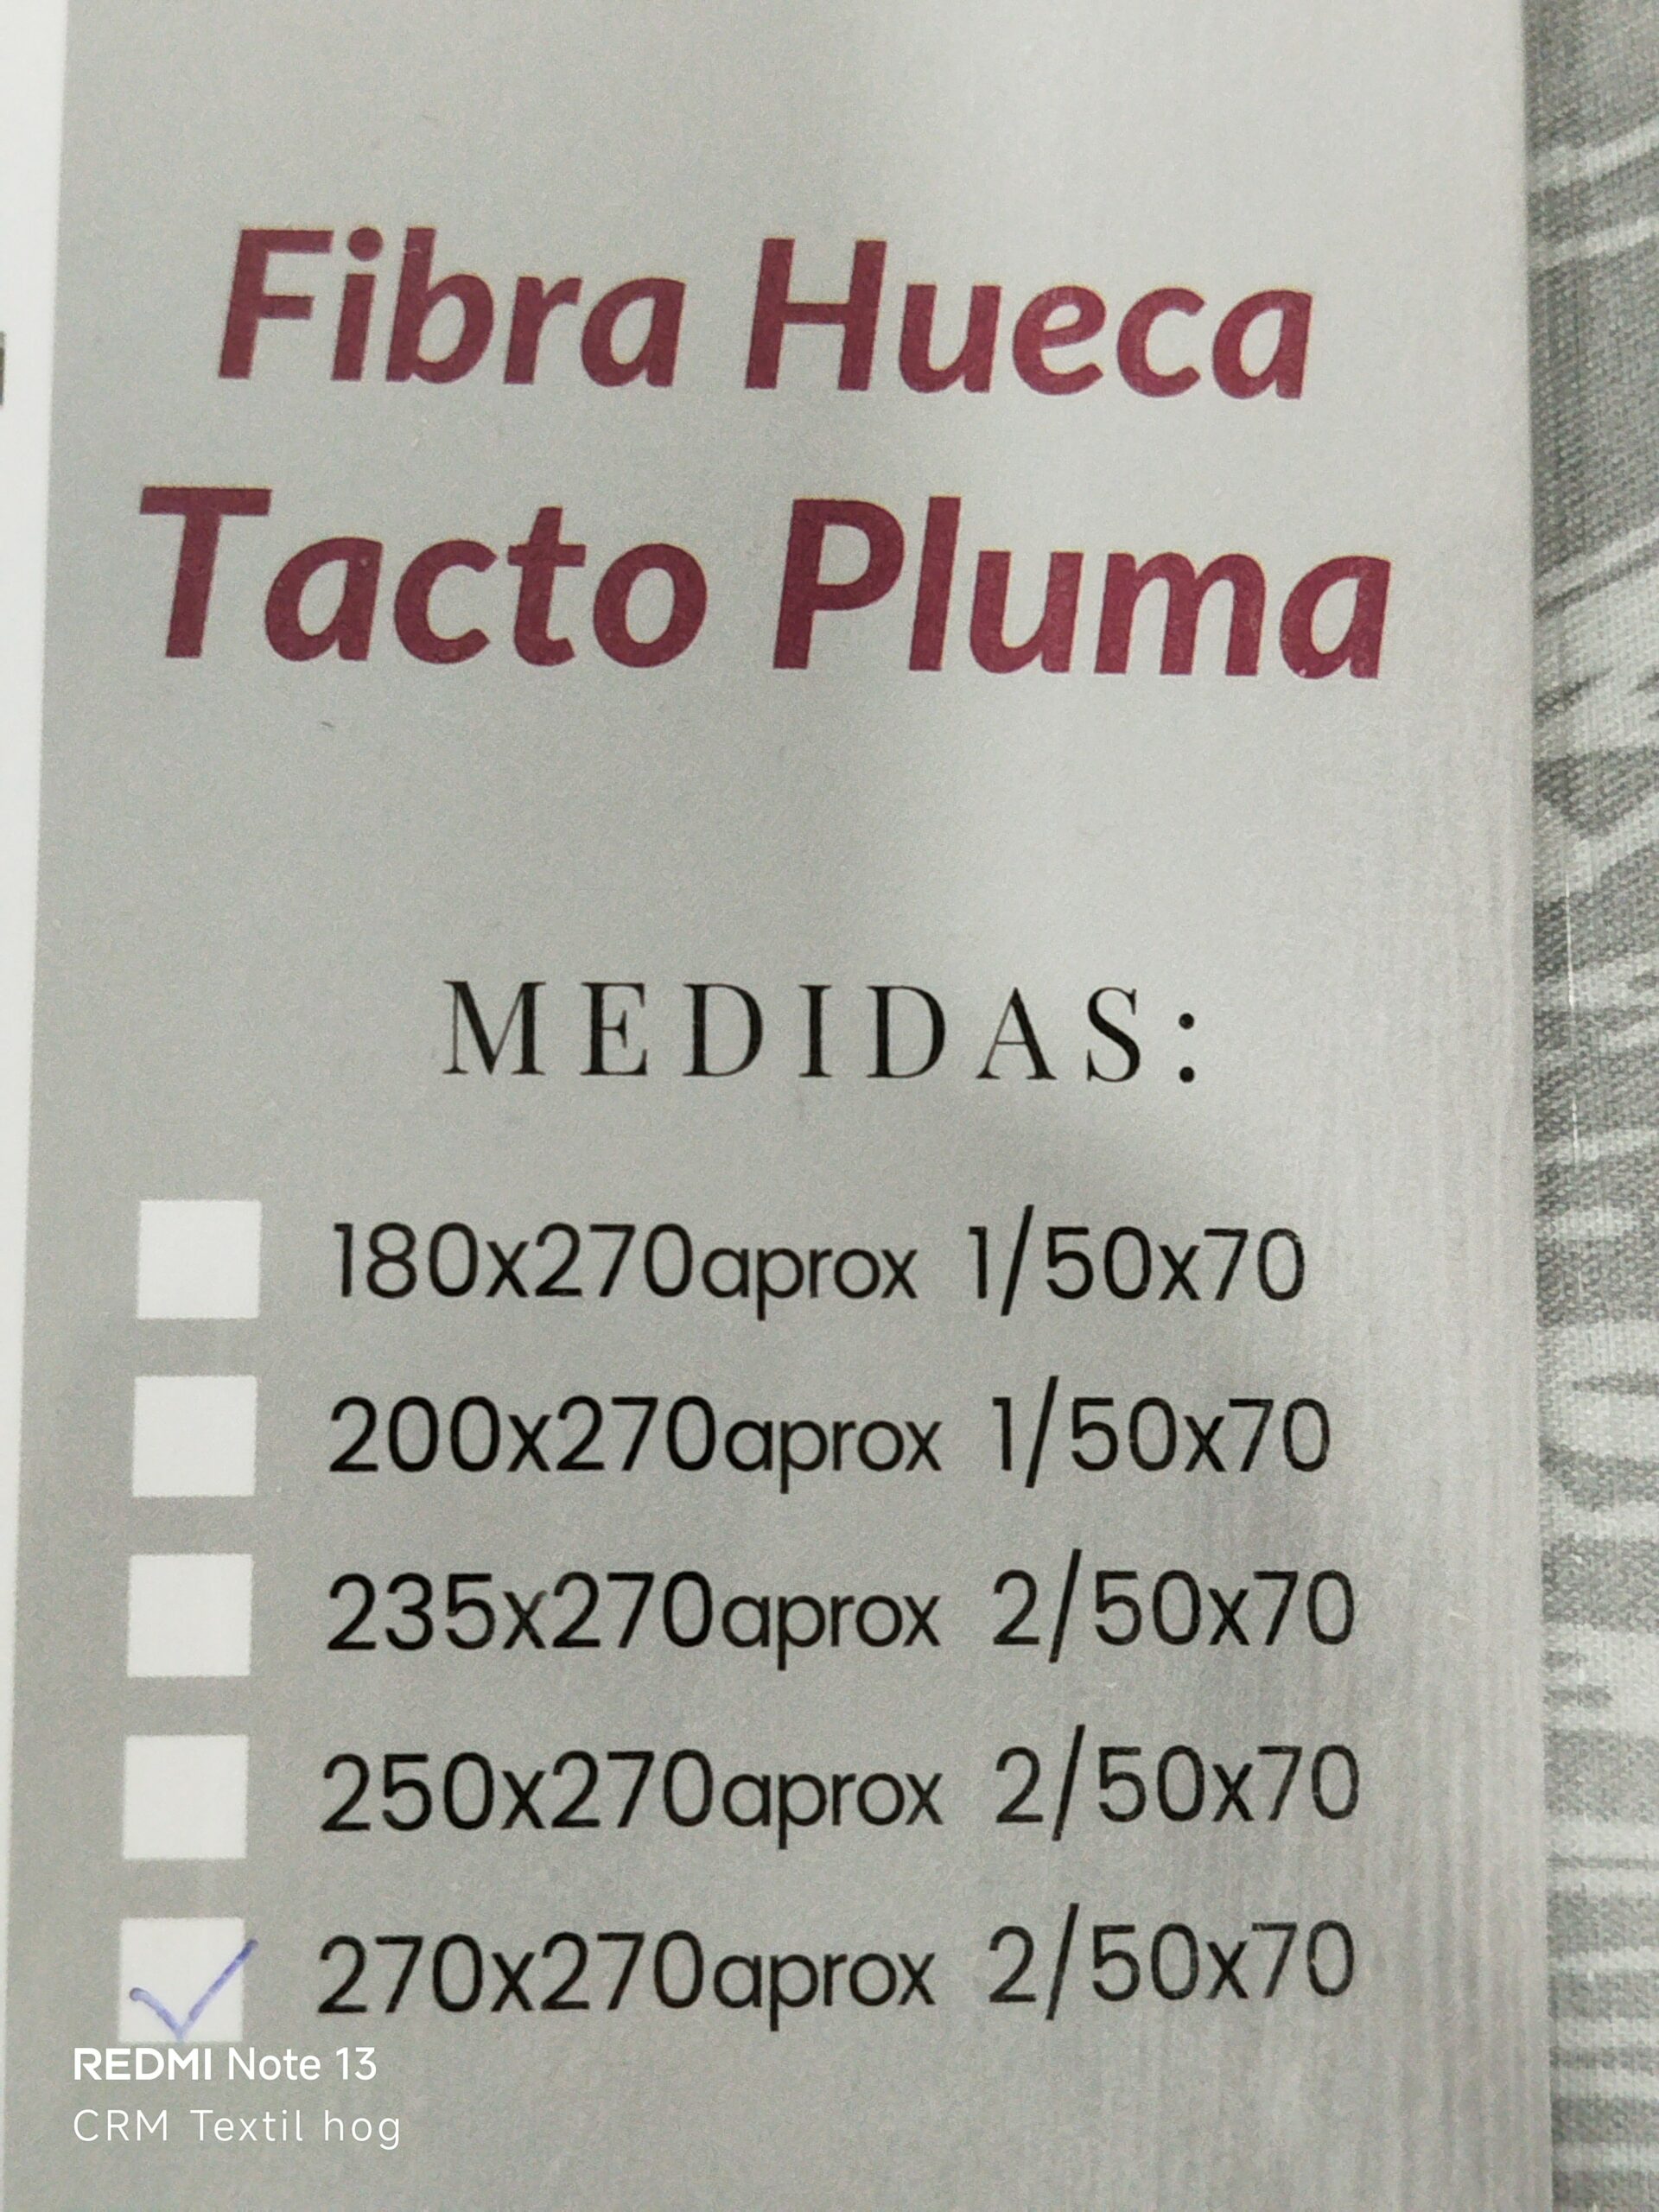 Fibra Hueca
Tacto Pluma
MEDIDAS:
180x270aprox 1/50x70
200x270aprox 1/50x70
235x270aprox 2/50x70
250x270aprox 2/50x70
270x270aprox 2/50x70
REDMI Note 13
CRM Textil hog